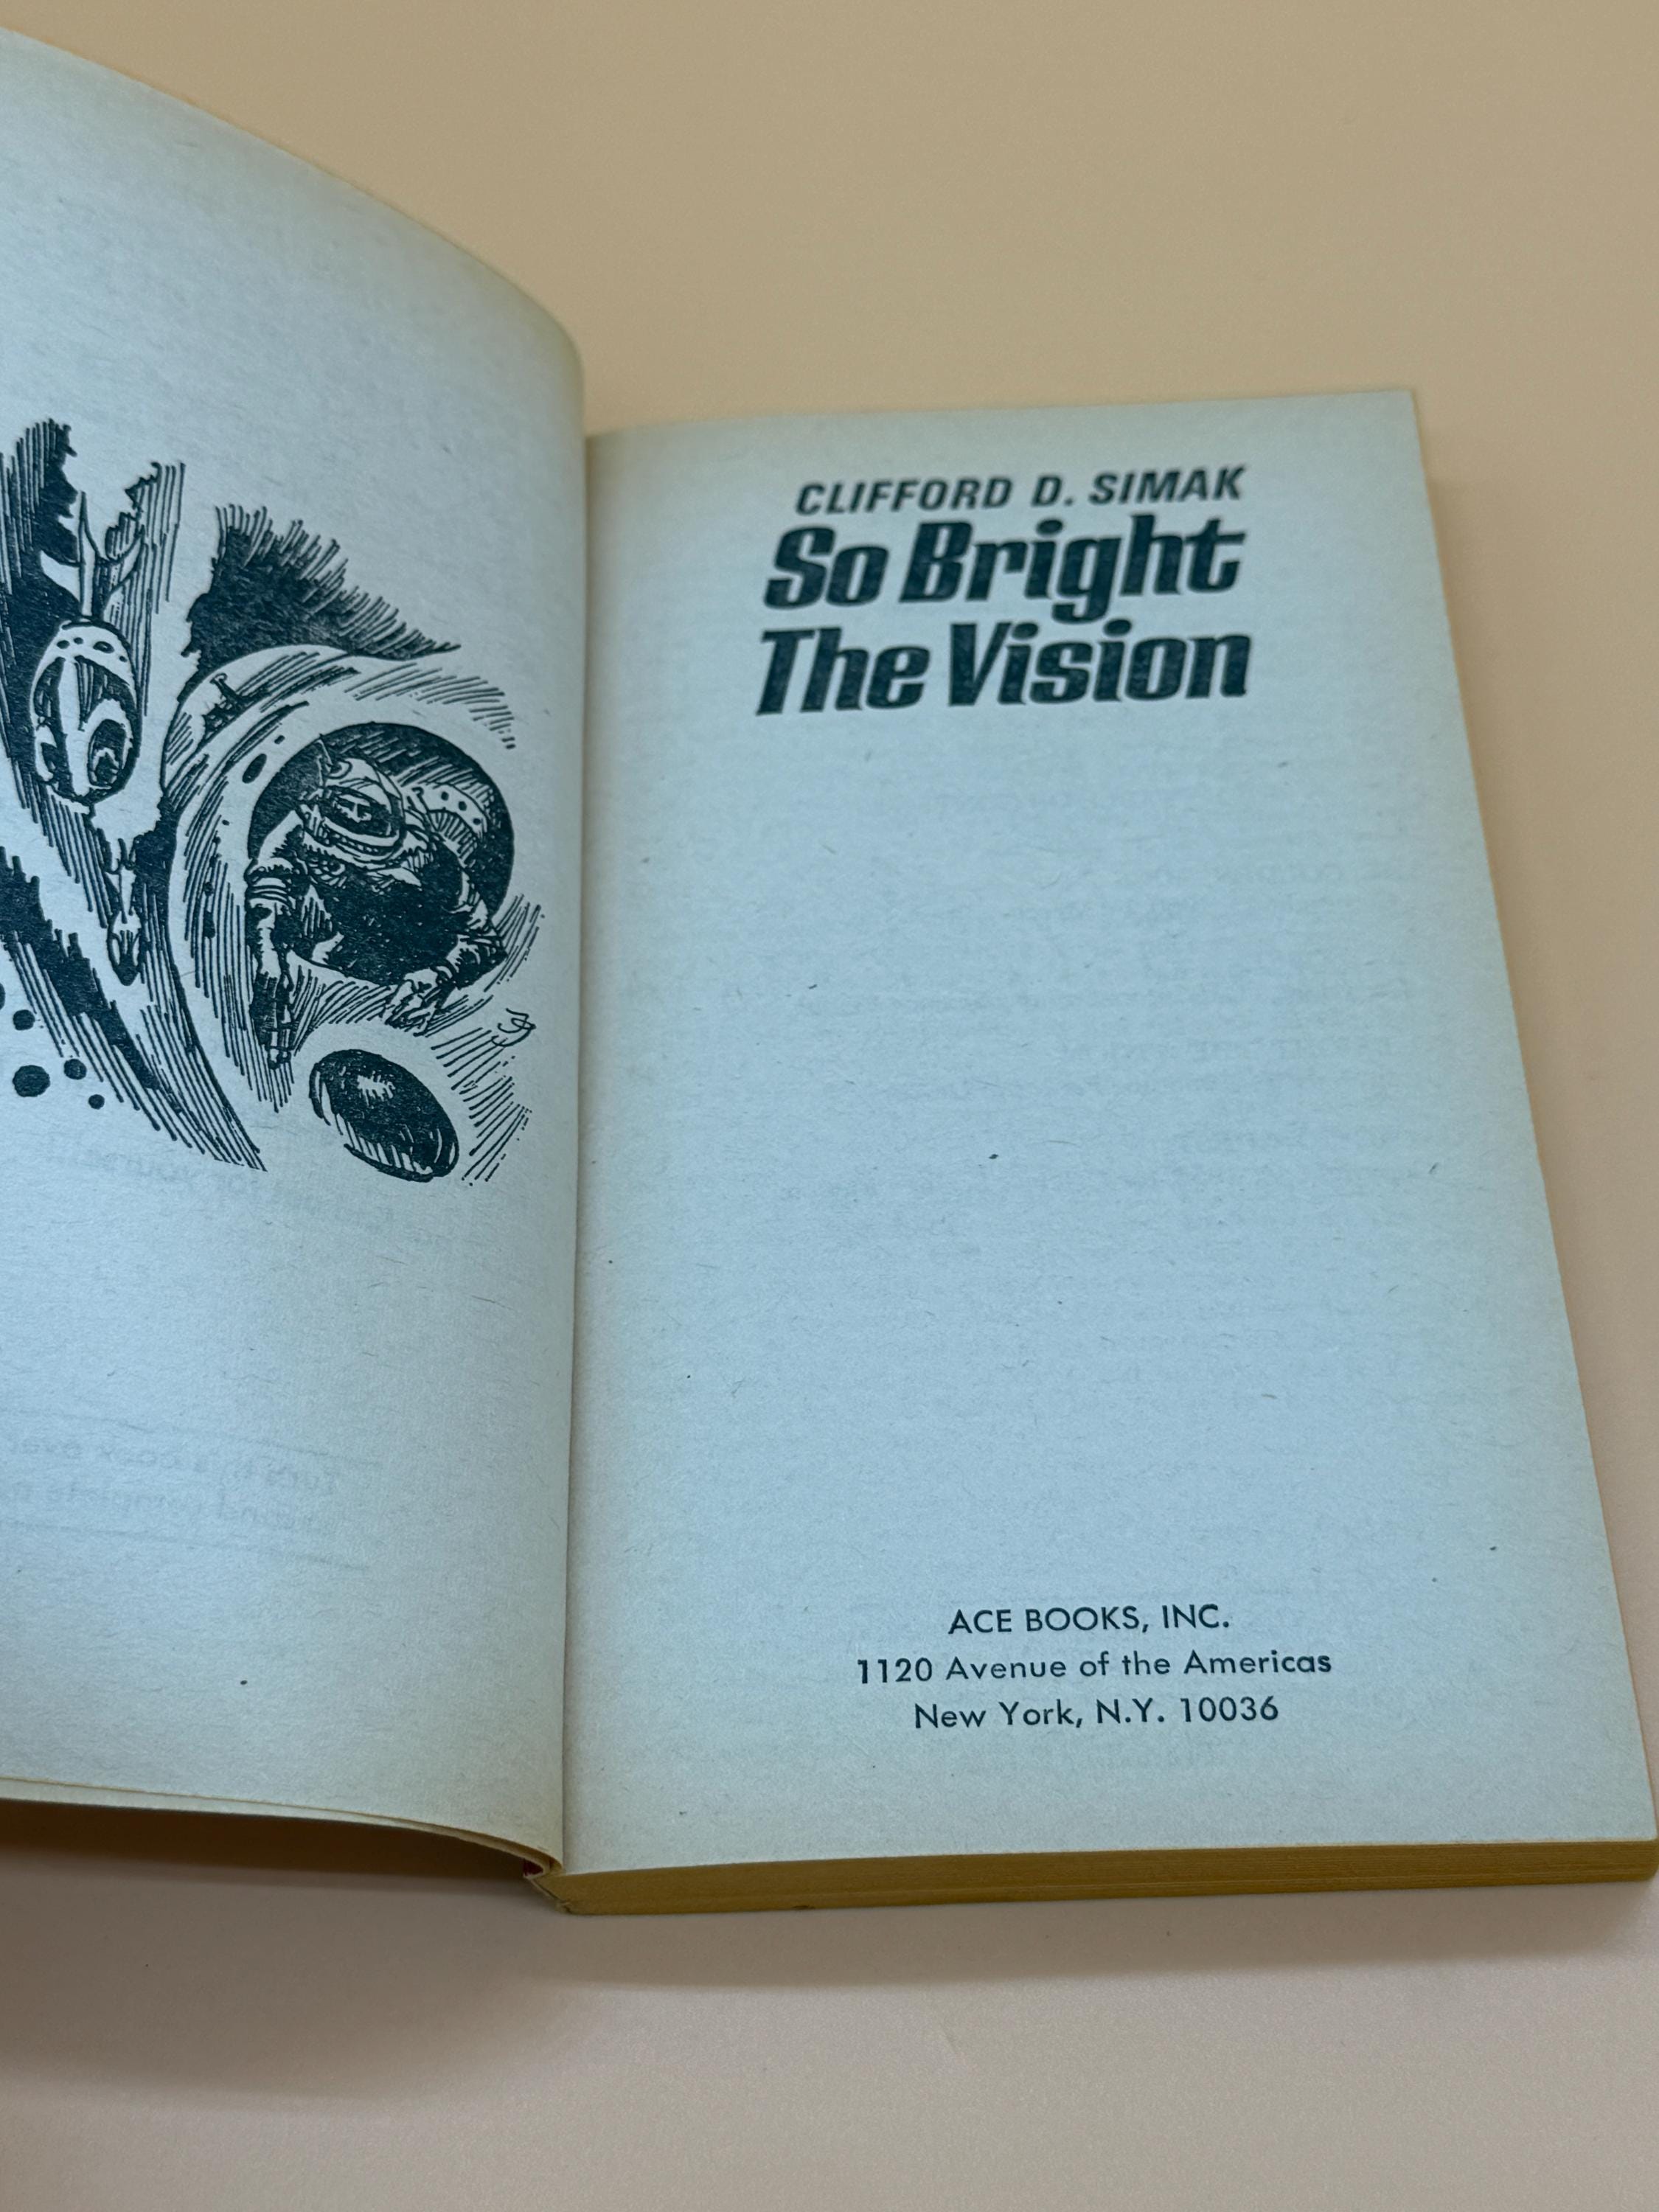 CLIFFORD D. SIMAK
So Bright
The Vision
ACE BOOKS, INC.
1120 Avenue of the Americas
New York, N.Y. 10036